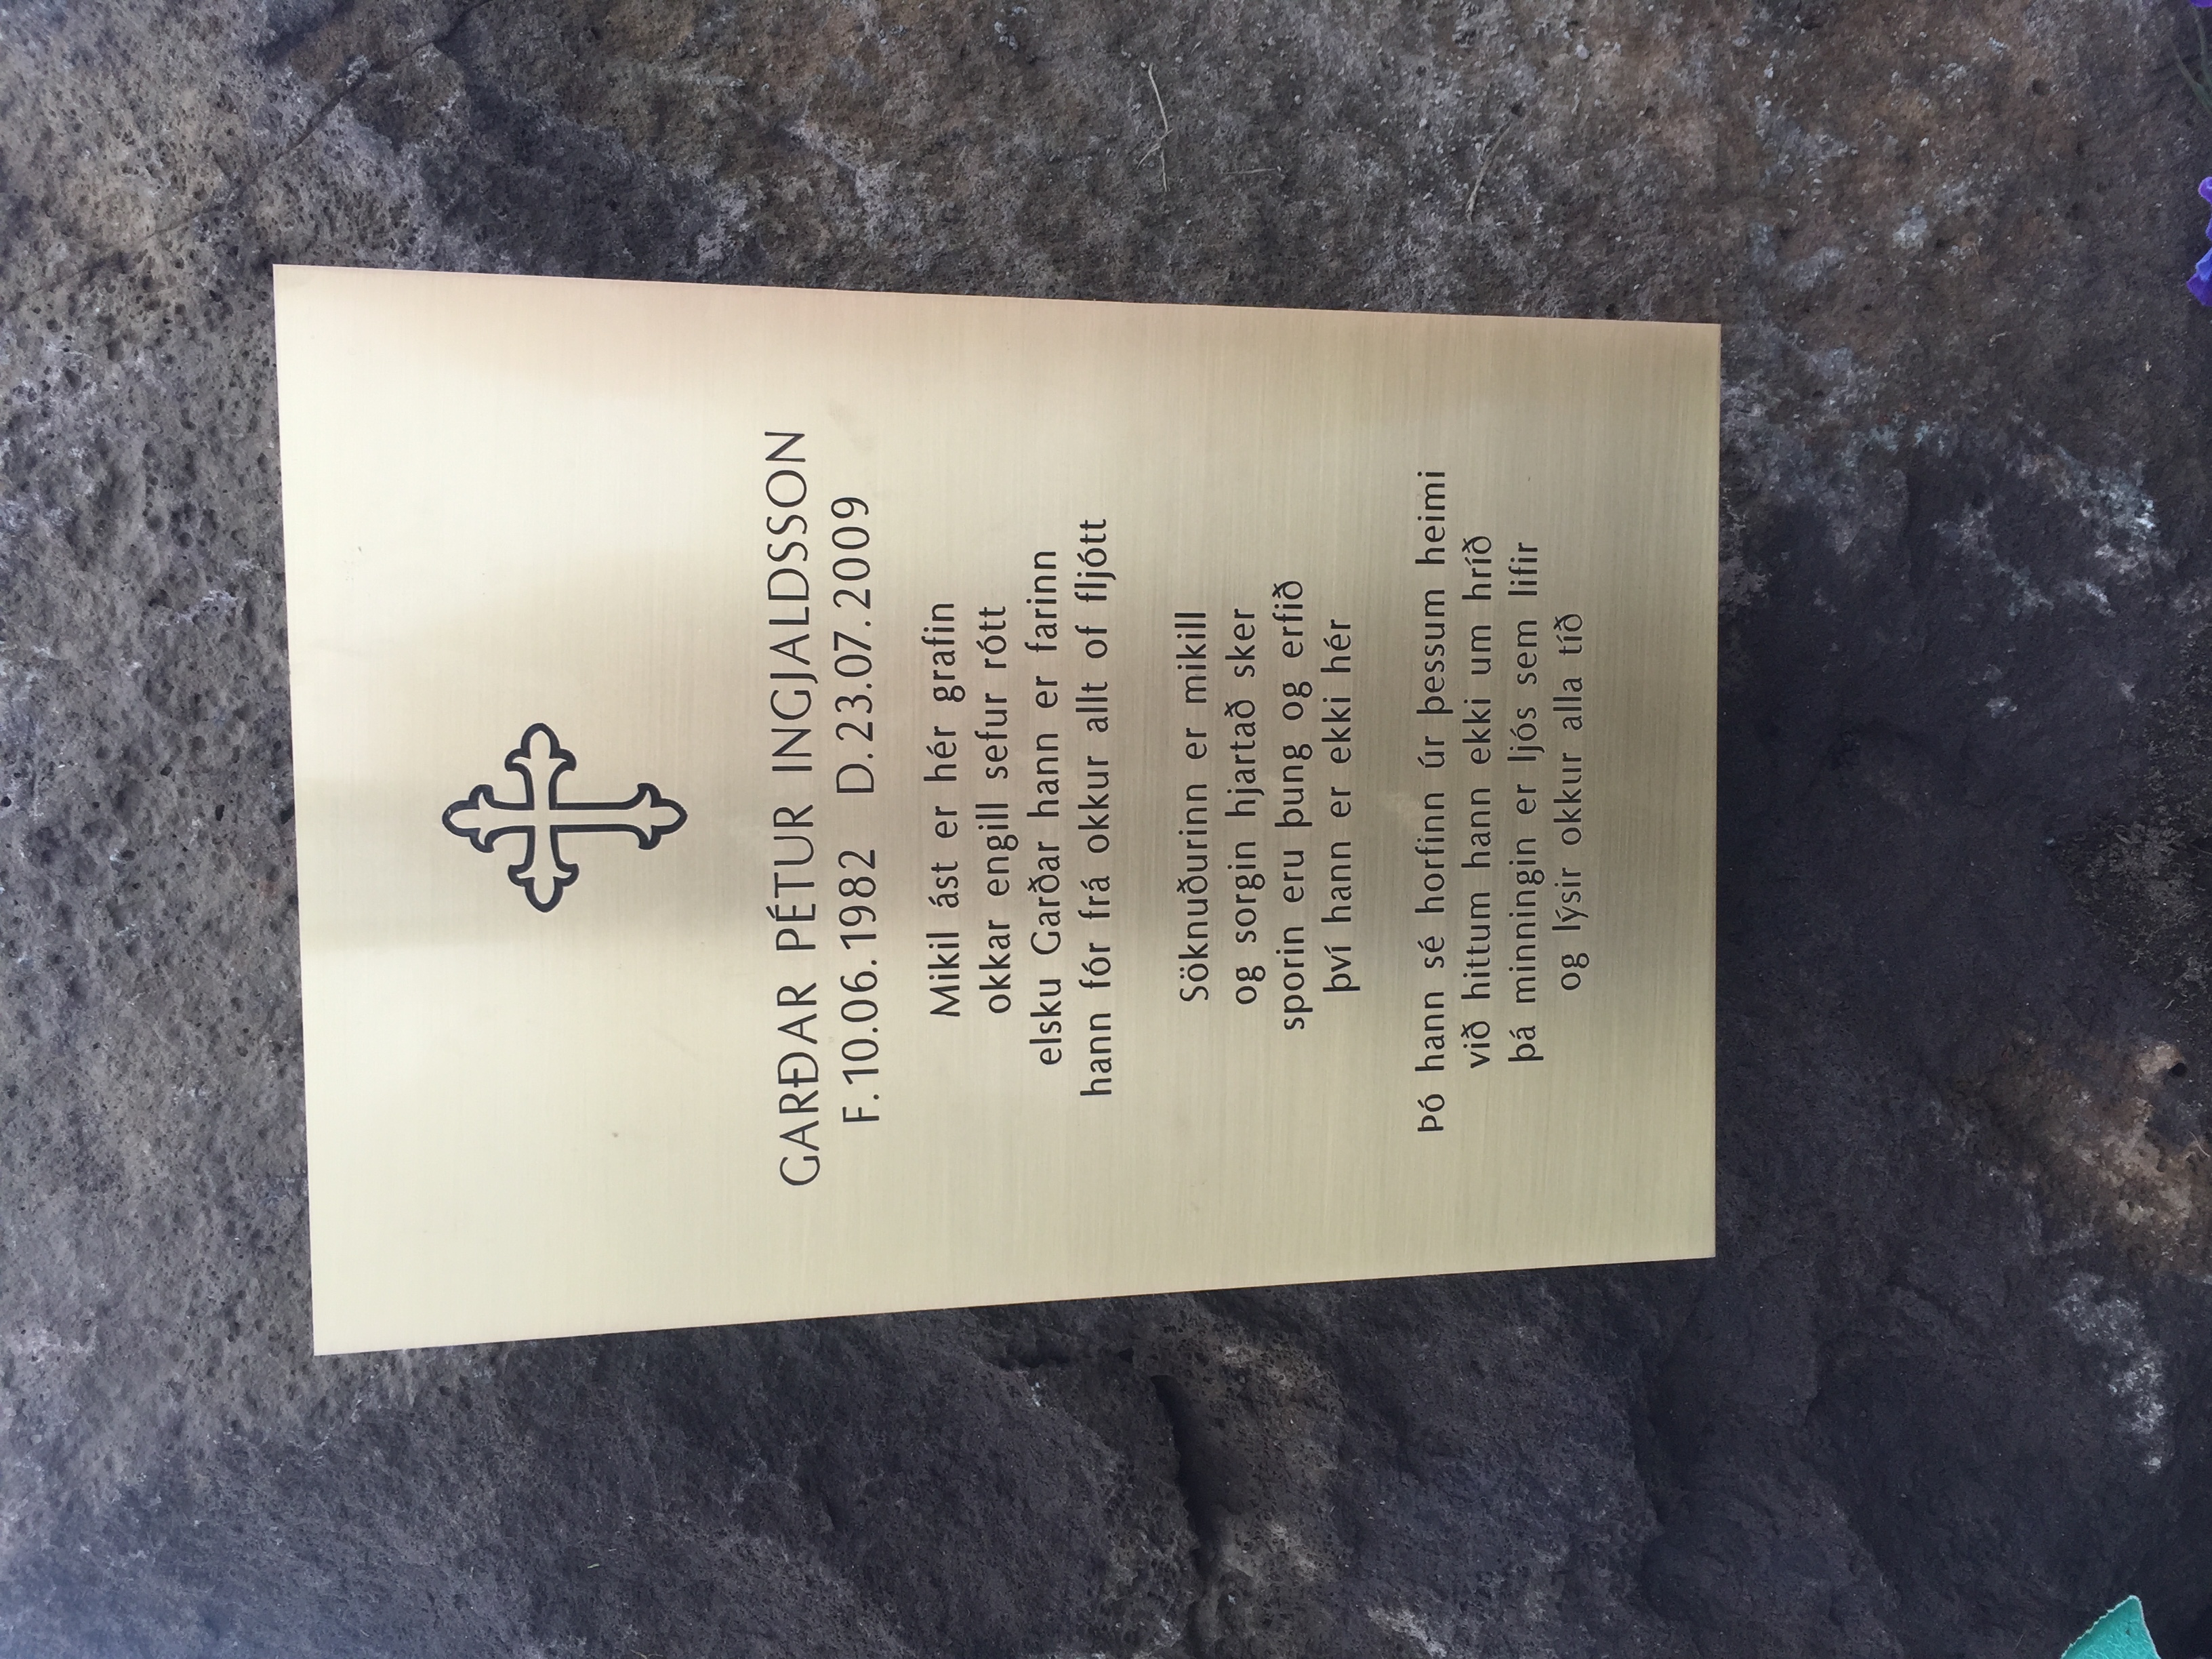 GARÐAR PÉTUR INGJALDSSON
F. 10.06.1982 D. 23.07.2009
Mikil ást er hér grafin
okkar engill sefur rótt
elsku Garðar hann er farinn
hann fór frá okkur allt of fljótt
Söknuðurinn er mikill
og sorgin hjartað sker
sporin eru þung og erfið
því hann er ekki hér
Þó hann sé horfinn úr þessum heimi
við hittum hann ekki um hríð
þá minningin er ljós sem lifir
og lýsir okkur alla tíð